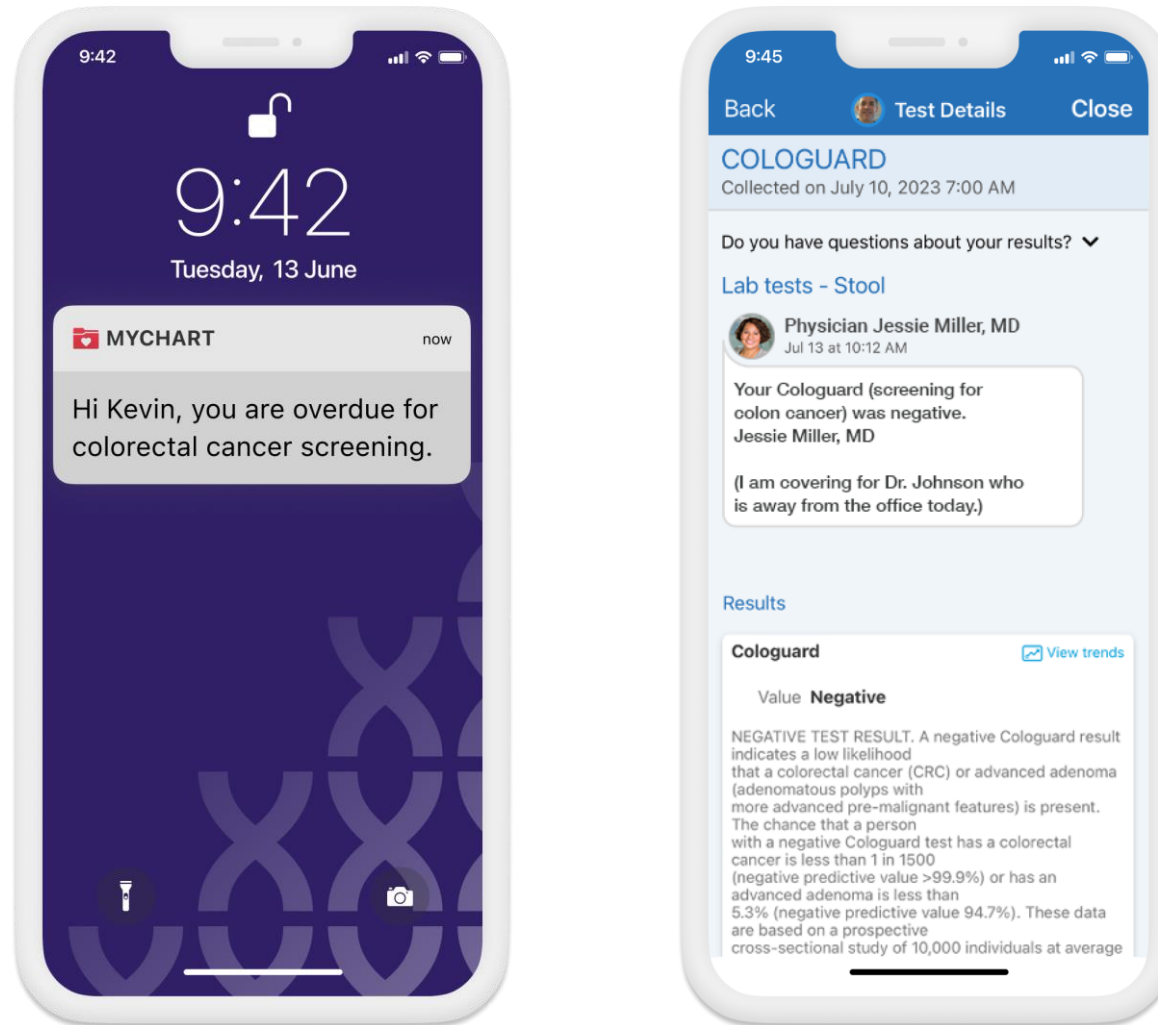 9:42
9:42
Tuesday, 13 June
MYCHART now
Hi Kevin, you are overdue for
colorectal cancer screening.
9:45
Back Test Details Close
COLOGUARD
Collected on July 10, 2023 7:00 AM
Do you have questions about your results?
Lab tests - Stool
Physician Jessie Miller, MD
Jul 13 at 10:12 AM
Your Cologuard (screening for
colon cancer) was negative.
Jessie Miller, MD
(I am covering for Dr. Johnson who
is away from the office today.)
Results
Cologuard View trends
Value Negative
NEGATIVE TEST RESULT. A negative Cologuard result
indicates a low likelihood
that a colorectal cancer (CRC) or advanced adenoma
(adenomatous polyps with
more advanced pre-malignant features) is present.
The chance that a person
with a negative Cologuard test has a colorectal
cancer is less than 1 in 1500
(negative predictive value >99.9%) or has an
advanced adenoma is less than
5.3% (negative predictive value 94.7%). These data
are based on a prospective
cross-sectional study of 10,000 individuals at average